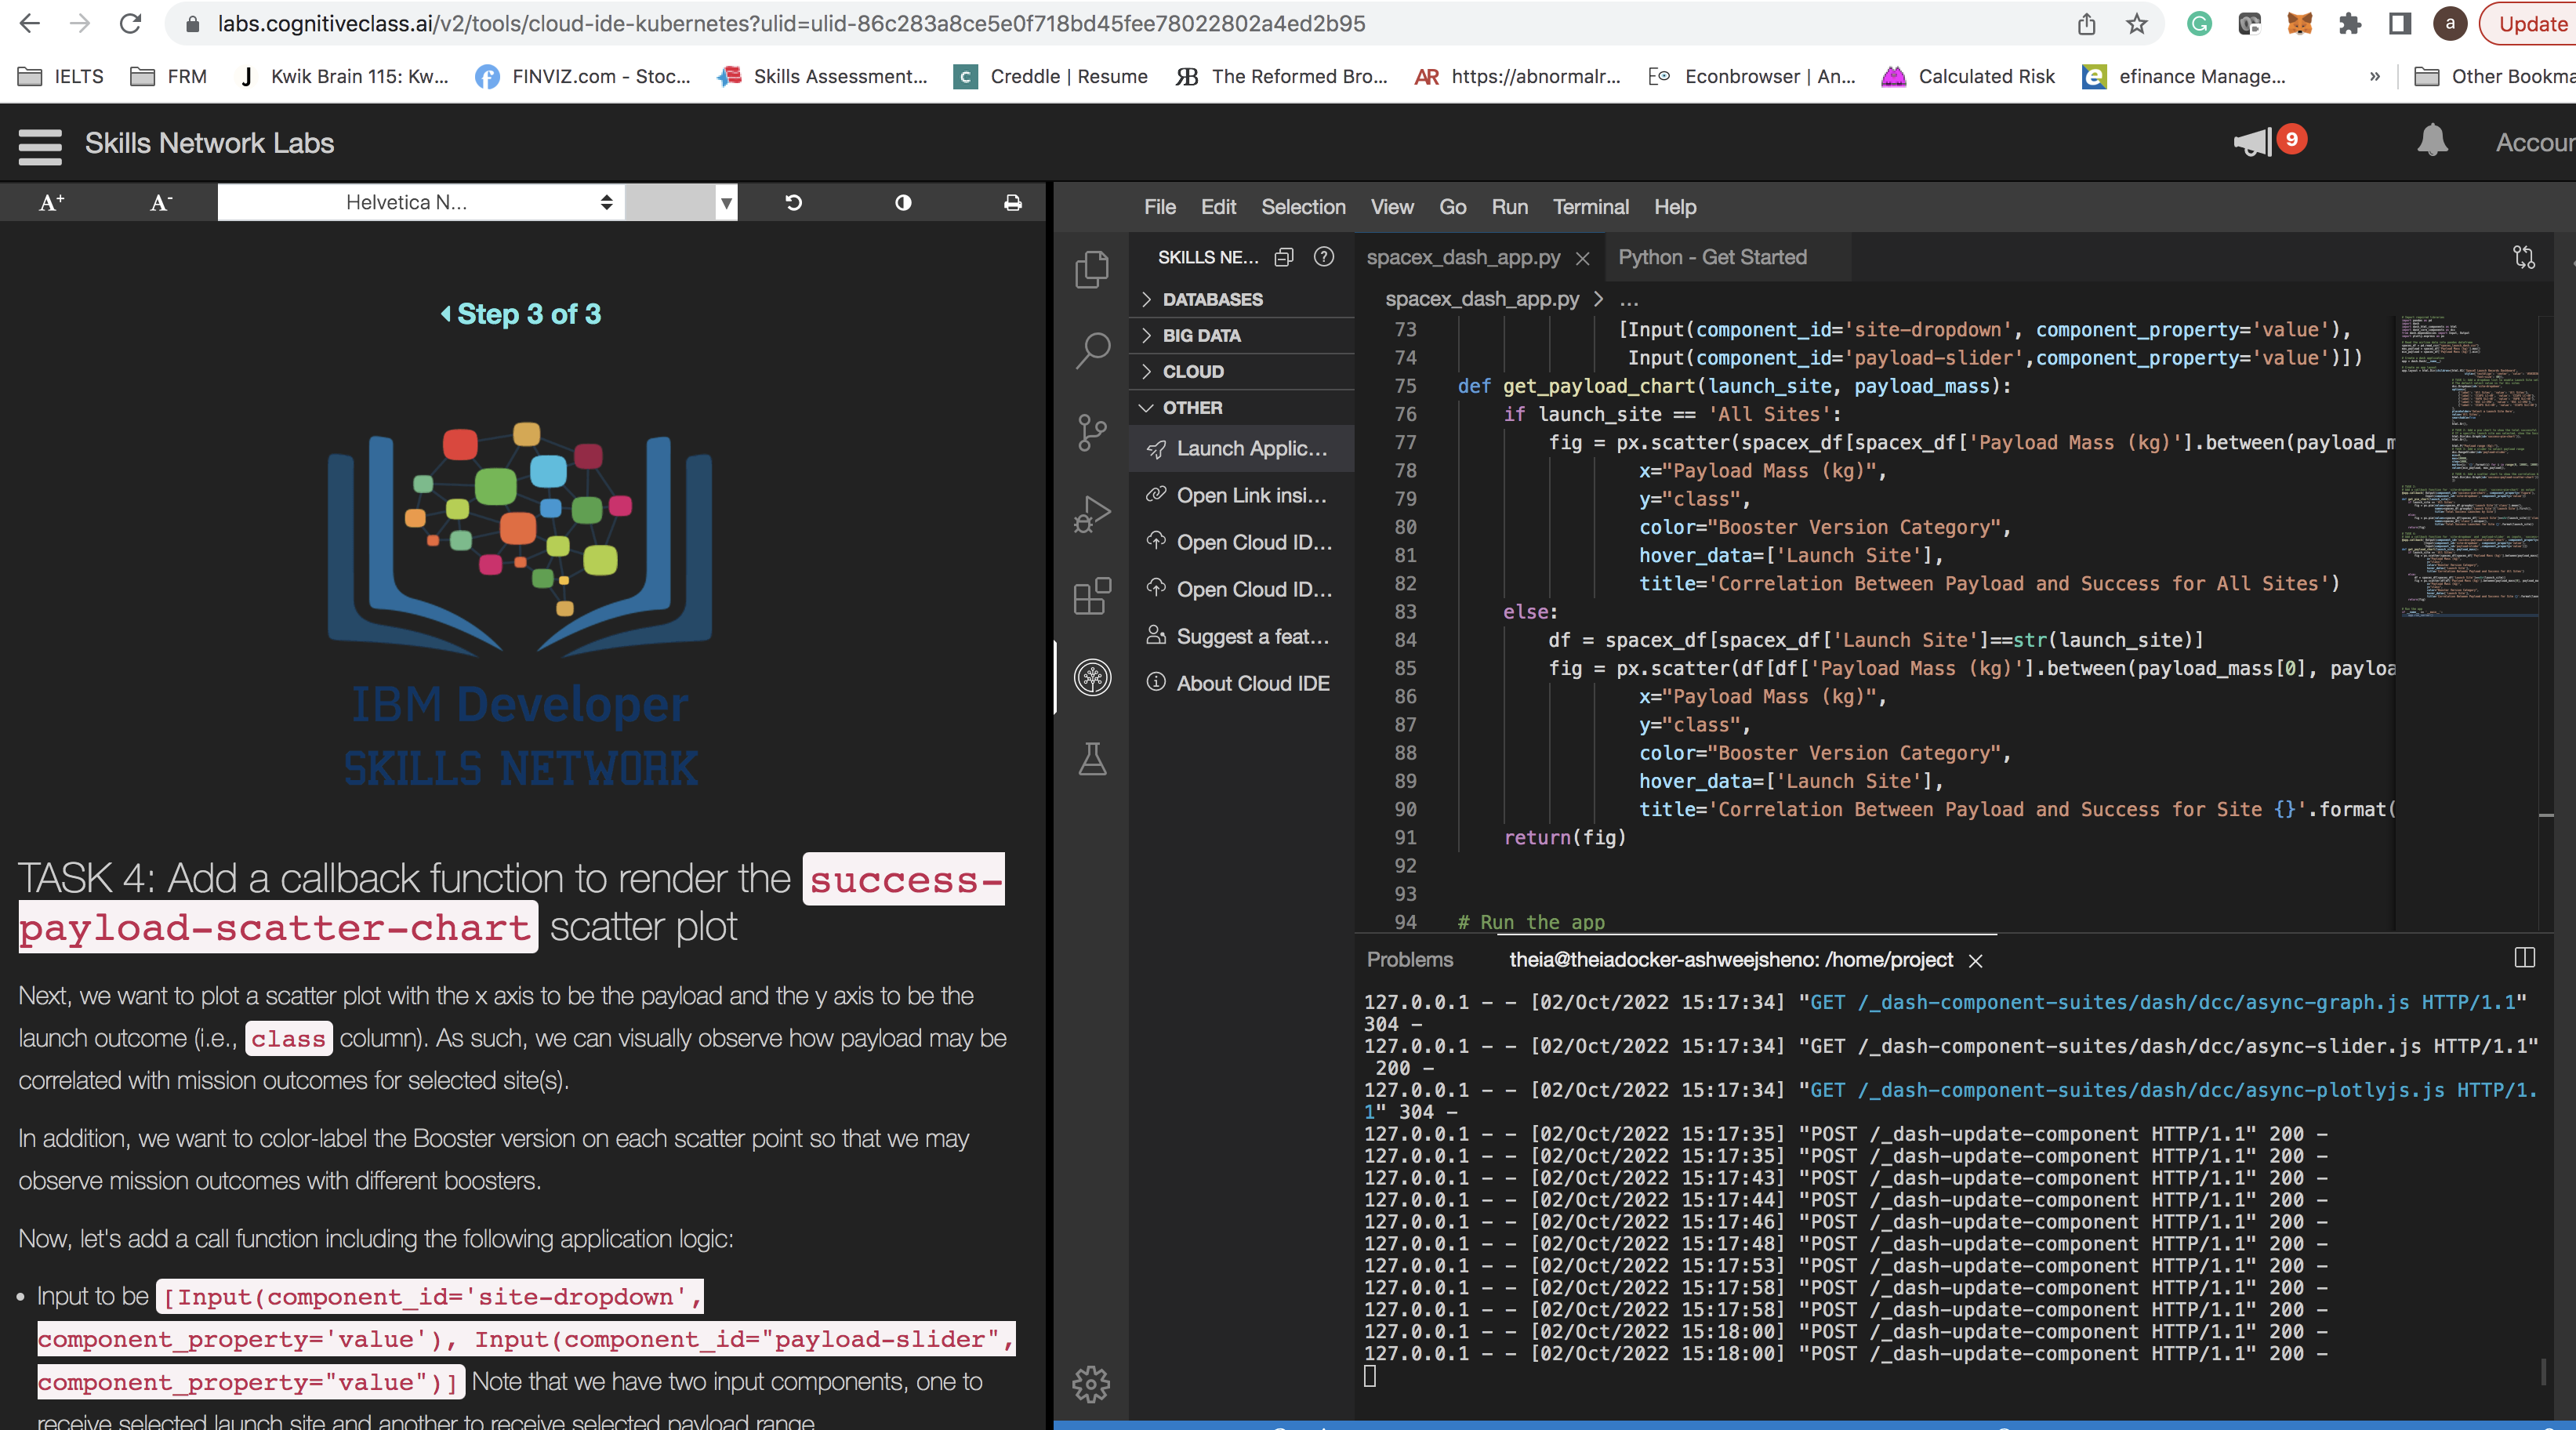 labs.cognitiveclass.ai/v2/tools/cloud-ide-kubernetes?ulid=ulid-86c283a8ce5e0f718bd45fee78022802a4ed2b95
a
Update
IELTS
FRM
Kwik Brain 115: Kw...
FINVIZ.com - Stoc...
Skills Assessment...
Creddle | Resume
The Reformed Bro...
https://abnormalr...
Econbrowser | An...
Calculated Risk
efinance Manage...
»
Other Bookma
Skills Network Labs
9
Accour
A+
A-
Helvetica N...
File Edit Selection View Go Run Terminal Help
SKILLS NE...
DATABASES
BIG DATA
CLOUD
OTHER
Launch Applic...
Open Link insi...
Open Cloud ID...
Open Cloud ID...
Suggest a feat...
About Cloud IDE
Step 3 of 3
IBM Developer
SKILLS NETWORK
TASK 4: Add a callback function to render the success-
payload-scatter-chart scatter plot
Next, we want to plot a scatter plot with the x axis to be the payload and the y axis to be the
launch outcome (i.e., class column). As such, we can visually observe how payload may be
correlated with mission outcomes for selected site(s).
In addition, we want to color-label the Booster version on each scatter point so that we may
observe mission outcomes with different boosters.
Now, let's add a call function including the following application logic:
• Input to be [Input(component_id='site-dropdown',
component_property='value'), Input(component_id="payload-slider",
component_property="value")] Note that we have two input components, one to
receive selected launch site and another to receive selected payload range
spacex_dash_app.py
Python - Get Started
spacex_dash_app.py > ...
73 [Input(component_id='site-dropdown', component_property='value'),
74 Input(component_id='payload-slider',component_property='value')])
75 def get_payload_chart(launch_site, payload_mass):
76 if launch_site == 'All Sites':
77 fig = px.scatter(spacex_df[spacex_df['Payload Mass (kg)'].between(payload_m
78 x="Payload Mass (kg)",
79 y="class",
80 color="Booster Version Category",
81 hover_data=['Launch Site'],
82 title='Correlation Between Payload and Success for All Sites')
83 else:
84 df = spacex_df[spacex_df['Launch Site']==str(launch_site)]
85 fig = px.scatter(df[df['Payload Mass (kg)'].between(payload_mass[0], payloa
86 x="Payload Mass (kg)",
87 y="class",
88 color="Booster Version Category",
89 hover_data=['Launch Site'],
90 title='Correlation Between Payload and Success for Site {}'.format(
91 return(fig)
92
93
94 # Run the app
Problems
theia@theiadocker-ashweejsheno: /home/project
127.0.0.1 - - [02/Oct/2022 15:17:34] "GET /_dash-component-suites/dash/dcc/async-graph.js HTTP/1.1"
304 -
127.0.0.1 - - [02/Oct/2022 15:17:34] "GET /_dash-component-suites/dash/dcc/async-slider.js HTTP/1.1"
200 -
127.0.0.1 - - [02/Oct/2022 15:17:34] "GET /_dash-component-suites/dash/dcc/async-plotlyjs.js HTTP/1.
1" 304 -
127.0.0.1 - - [02/Oct/2022 15:17:35] "POST /_dash-update-component HTTP/1.1" 200 -
127.0.0.1 - - [02/Oct/2022 15:17:35] "POST /_dash-update-component HTTP/1.1" 200 -
127.0.0.1 - - [02/Oct/2022 15:17:43] "POST /_dash-update-component HTTP/1.1" 200 -
127.0.0.1 - - [02/Oct/2022 15:17:44] "POST /_dash-update-component HTTP/1.1" 200 -
127.0.0.1 - - [02/Oct/2022 15:17:46] "POST /_dash-update-component HTTP/1.1" 200 -
127.0.0.1 - - [02/Oct/2022 15:17:48] "POST /_dash-update-component HTTP/1.1" 200 -
127.0.0.1 - - [02/Oct/2022 15:17:53] "POST /_dash-update-component HTTP/1.1" 200 -
127.0.0.1 - - [02/Oct/2022 15:17:58] "POST /_dash-update-component HTTP/1.1" 200 -
127.0.0.1 - - [02/Oct/2022 15:17:58] "POST /_dash-update-component HTTP/1.1" 200 -
127.0.0.1 - - [02/Oct/2022 15:18:00] "POST /_dash-update-component HTTP/1.1" 200 -
127.0.0.1 - - [02/Oct/2022 15:18:00] "POST /_dash-update-component HTTP/1.1" 200 -